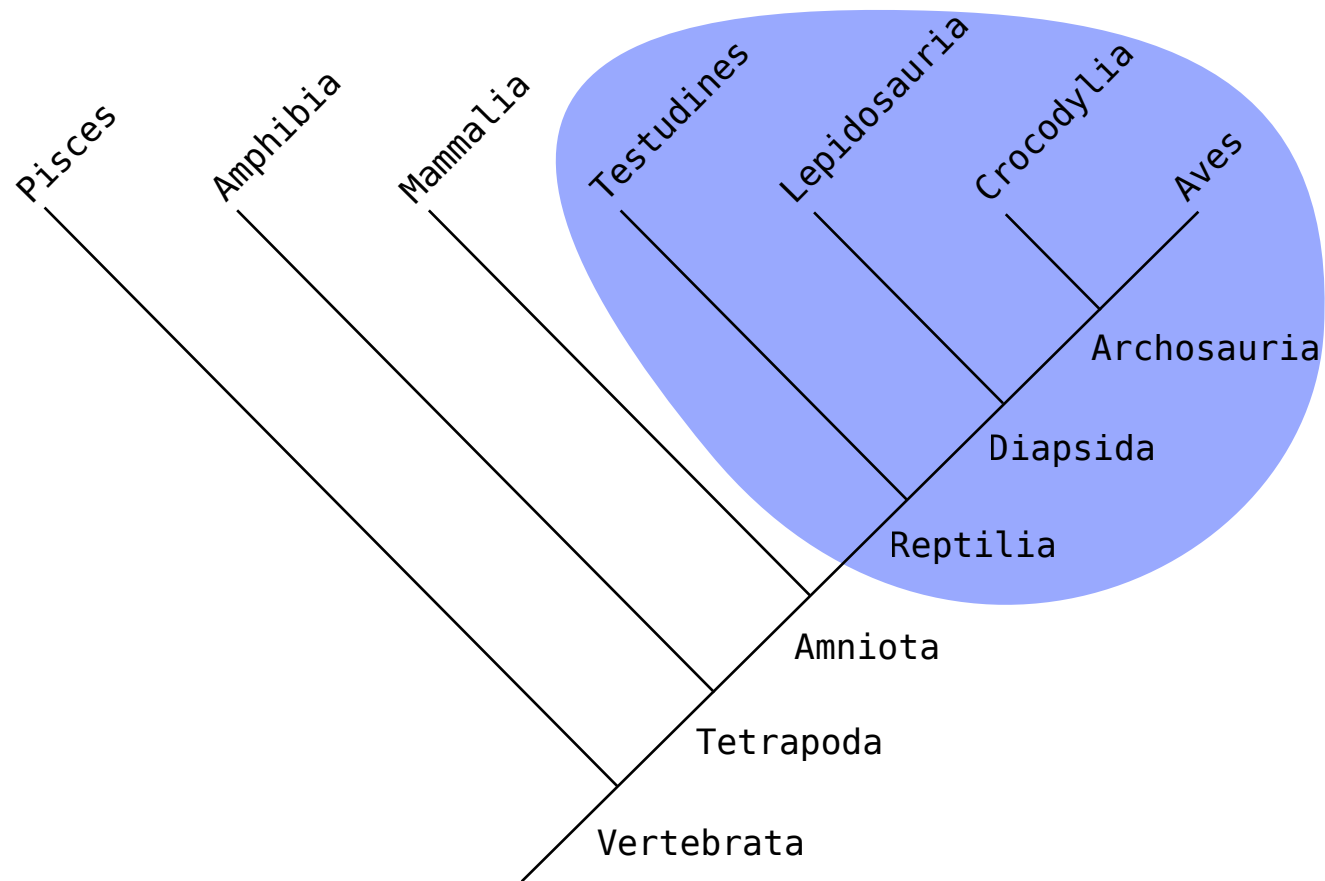 Pisces
Amphibia
Mammalia
Testudines
Lepidosauria
Crocodylia
Aves
Archosauria
Diapsida
Reptilia
Amniota
Tetrapoda
Vertebrata